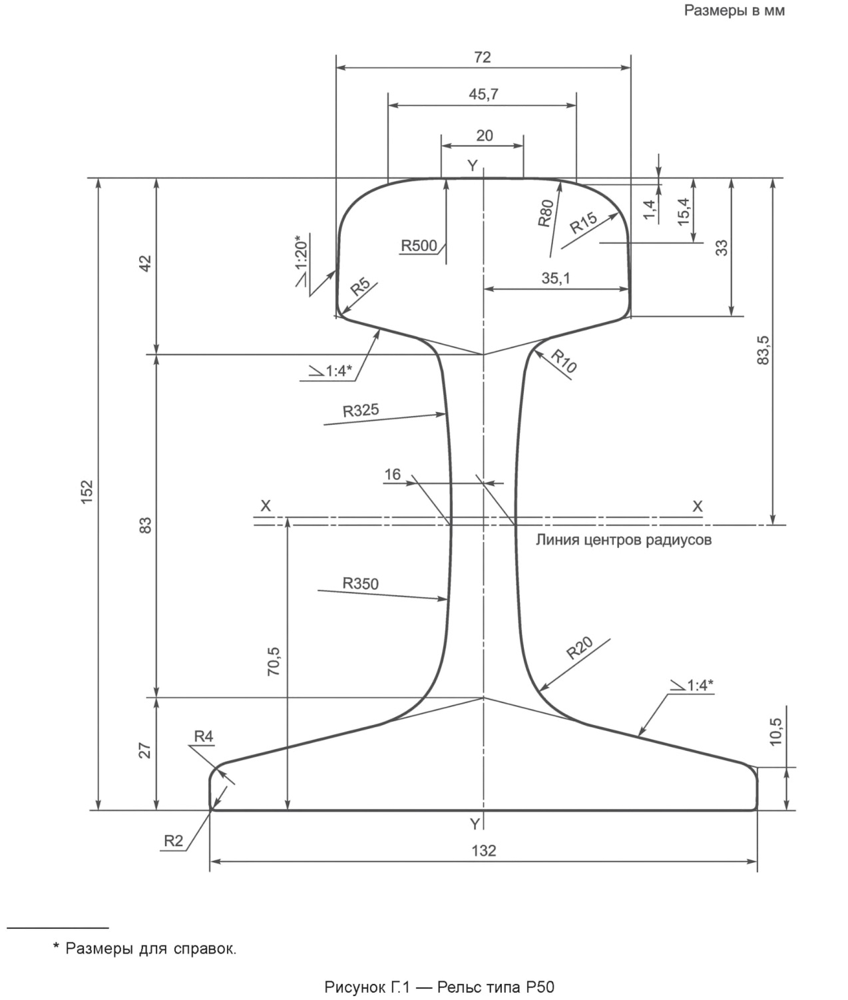 Размеры в мм
72
45,7
20
Y
1,4
15,4
R80
R15
33
R500
42
1:20*
35,1
R5
83,5
R10
1:4*
R325
16
152
X
X
83
Линия центров радиусов
R350
R20
70,5
1:4*
10,5
R4
27
Y
R2
132
* Размеры для справок.
Рисунок Г.1 — Рельс типа Р50